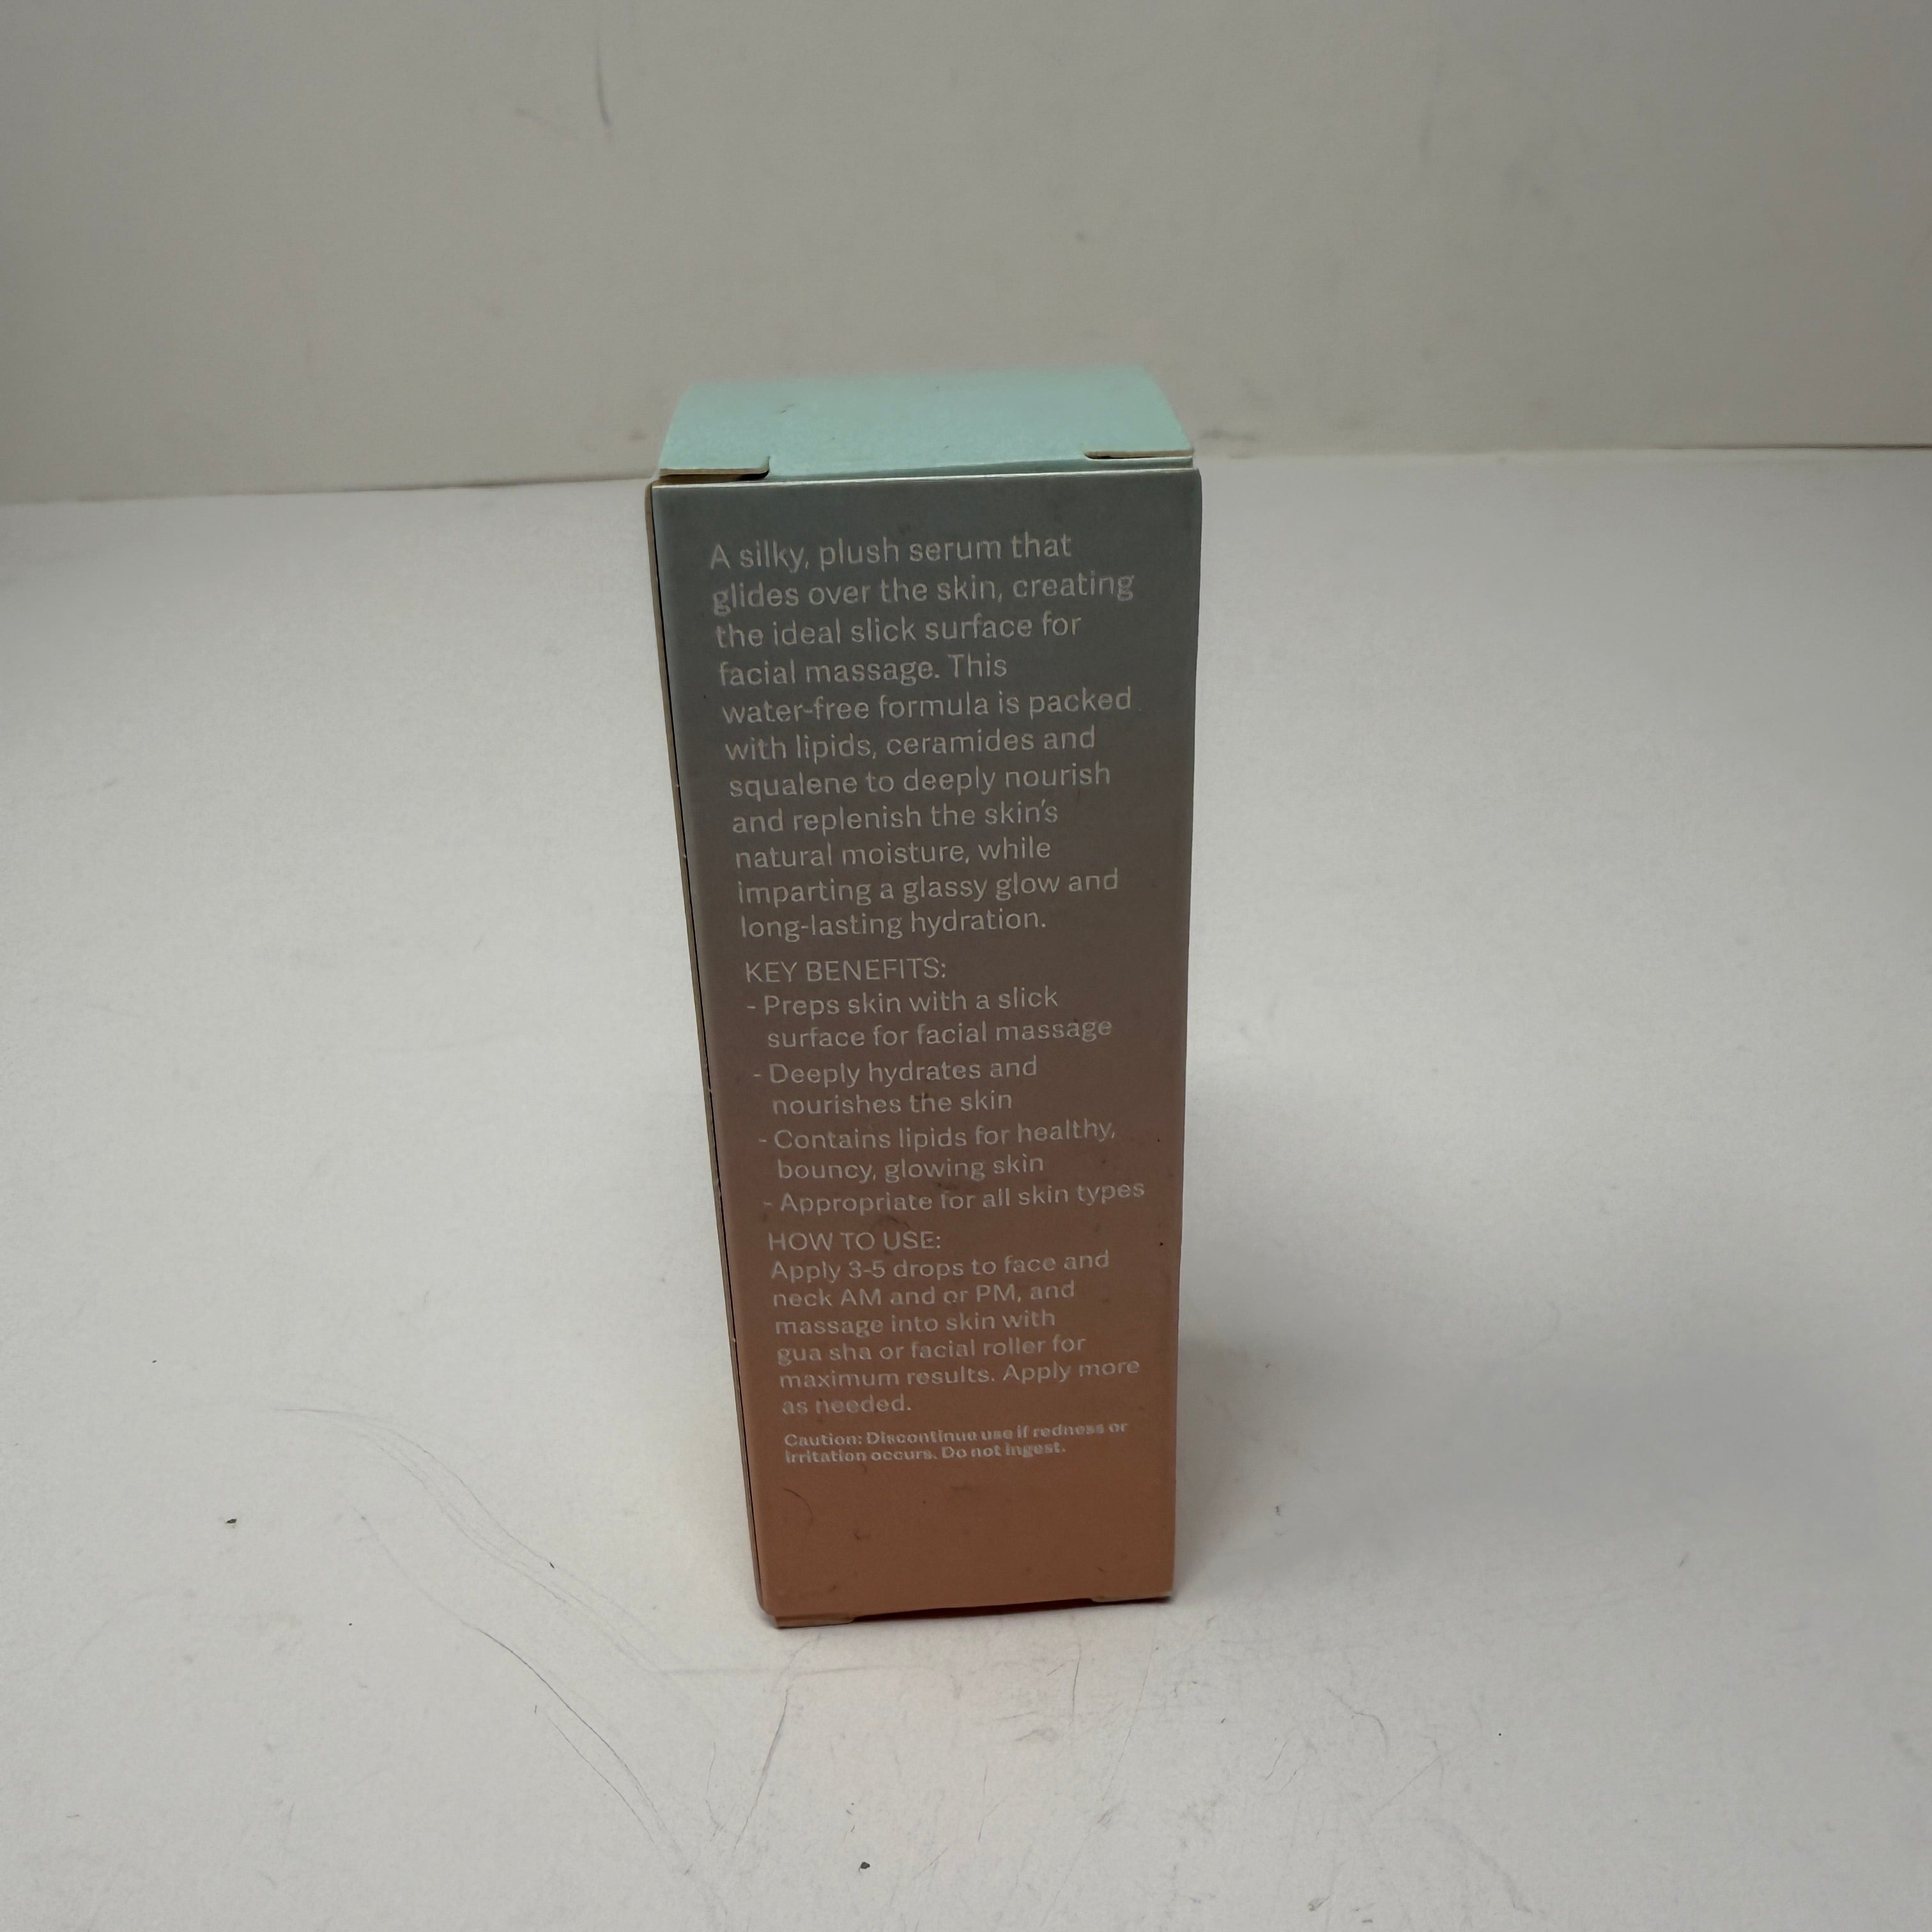 A silky, plush serum that
glides over the skin, creating
the ideal slick surface for
facial massage. This
water-free formula is packed
with lipids, ceramides and
squalene to deeply nourish
and replenish the skin's
natural moisture, while
imparting a glassy glow and
long-lasting hydration.
KEY BENEFITS:
- Preps skin with a slick
surface for facial massage
- Deeply hydrates and
nourishes the skin
- Contains lipids for healthy,
bouncy, glowing skin
- Appropriate for all skin types
HOW TO USE:
Apply 3-5 drops to face and
neck AM and or PM, and
massage into skin with
gua sha or facial roller for
maximum results. Apply more
as needed.
Caution: Discontinue use if redness or
irritation occurs. Do not ingest.